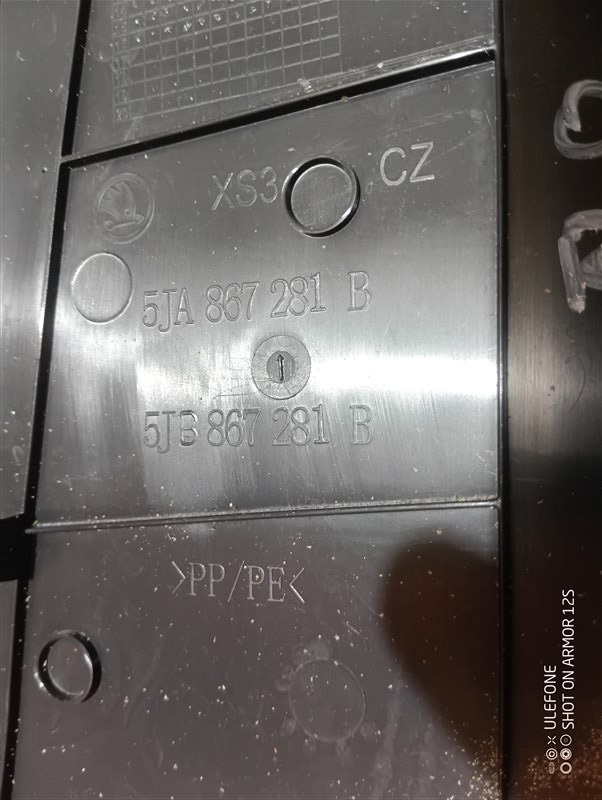 XS3 CZ
5JA 867 281 B
5JB 867 281 B
>PP/PE<
ULEFONE
SHOT ON ARMOR 12S